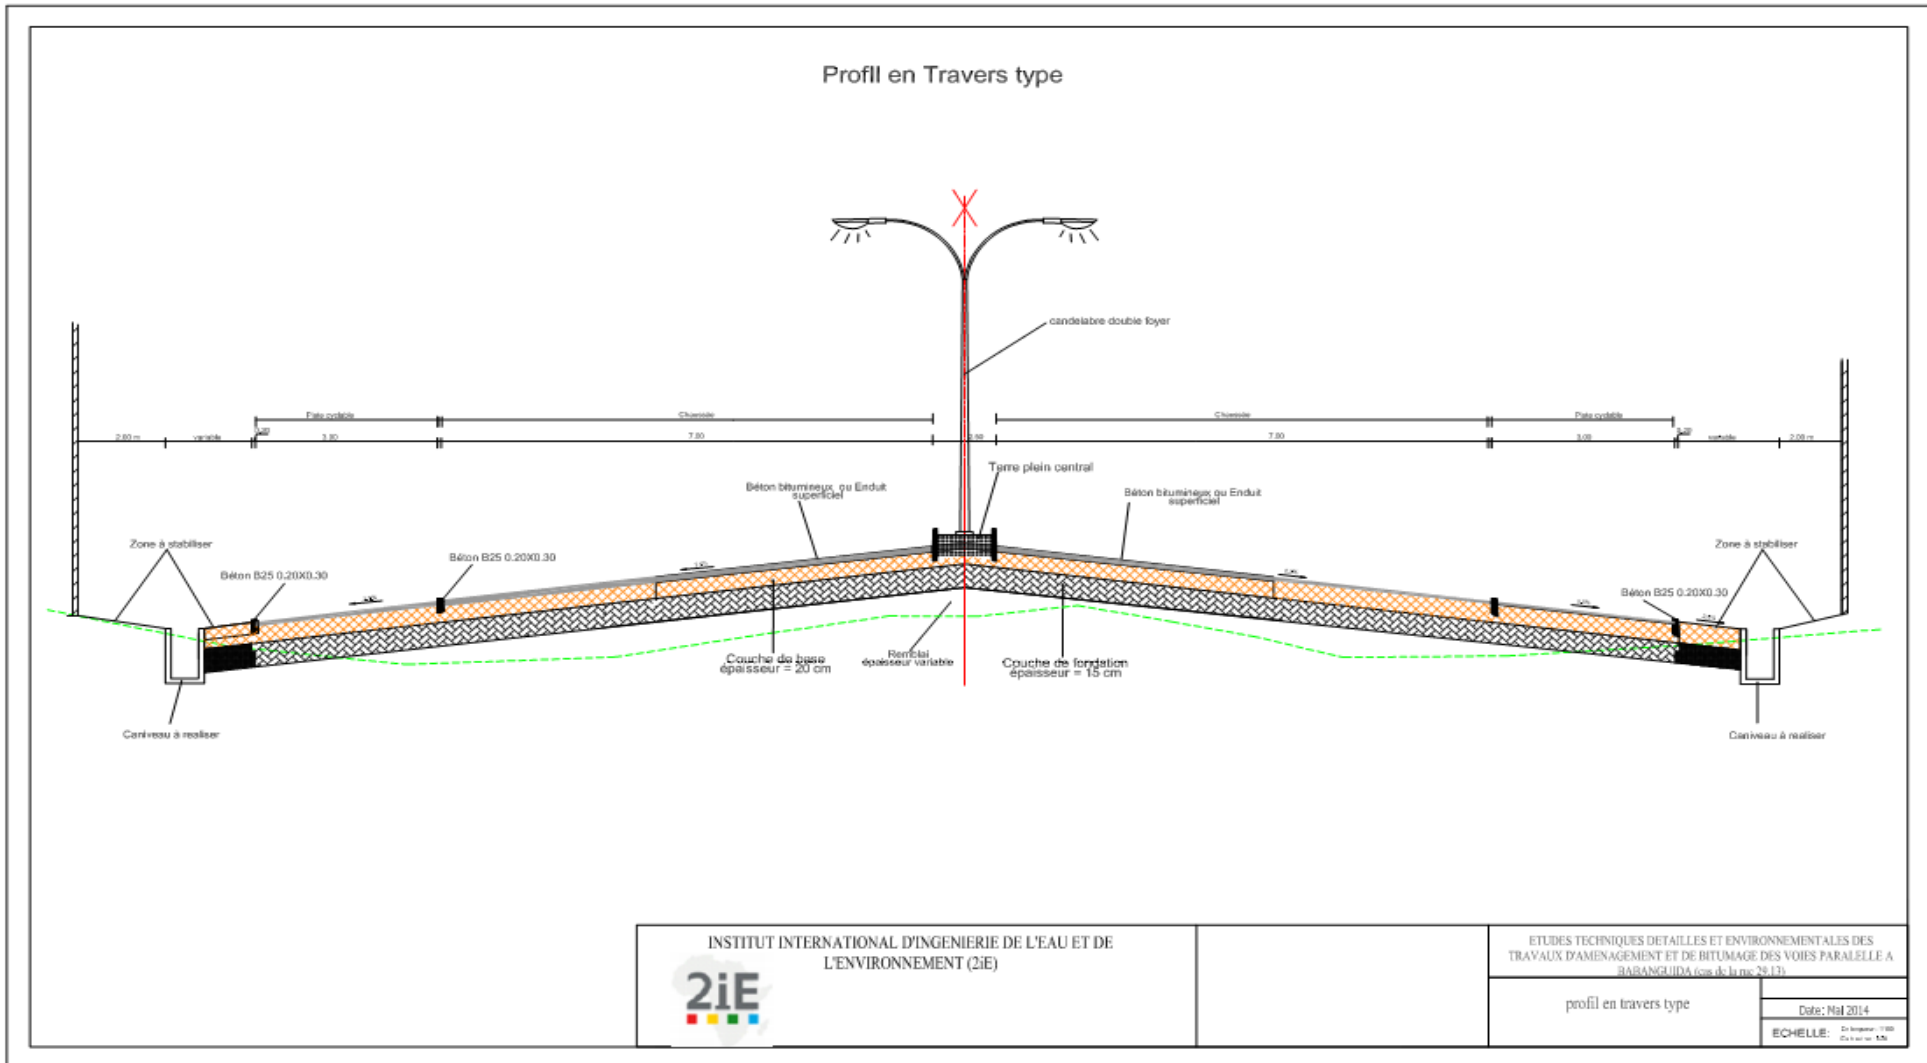 Profil en Travers type
candelabre double foyer
Piste cyclable
Chaussée
Chaussée
Piste cyclable
2.00 m
variable
0.20
3.00
7.00
7.00
3.00
0.20
variable
2.00 m
Terre plein central
Béton bitumineux ou Enduit
superficiel
Béton bitumineux ou Enduit
superficiel
Zone à stabiliser
Béton B25 0.20X0.30
Béton B25 0.20X0.30
Zone à stabiliser
Béton B25 0.20X0.30
Couche de base
épaisseur = 20 cm
Remblai
épaisseur variable
Couche de fondation
épaisseur = 15 cm
Caniveau à realiser
Caniveau à realiser
INSTITUT INTERNATIONAL D'INGENIERIE DE L'EAU ET DE
L'ENVIRONNEMENT (2iE)
2iE
ETUDES TECHNIQUES DETAILLES ET ENVIRONNEMENTALES DES
TRAVAUX D'AMENAGEMENT ET DE BITUMAGE DES VOIES PARALELLE A
BABANGUIDA (cas de la rue 29.13)
profil en travers type
Date: Mai 2014
ECHELLE: